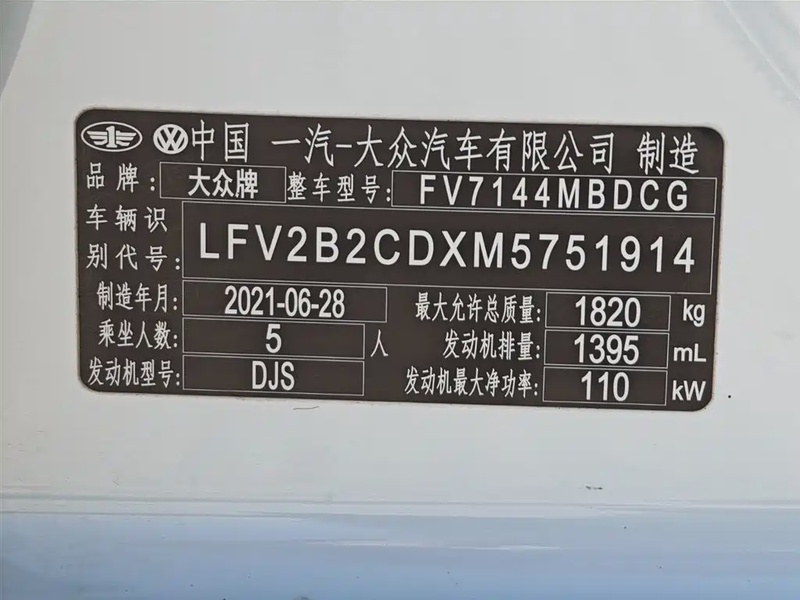 中国 一汽-大众汽车有限公司 制造
品牌: 大众牌 整车型号: FV7144MBDCG
车辆识别代号: LFV2B2CDXM5751914
制造年月: 2021-06-28 最大允许总质量: 1820 kg
乘坐人数: 5 人 发动机排量: 1395 mL
发动机型号: DJS 发动机最大净功率: 110 kW